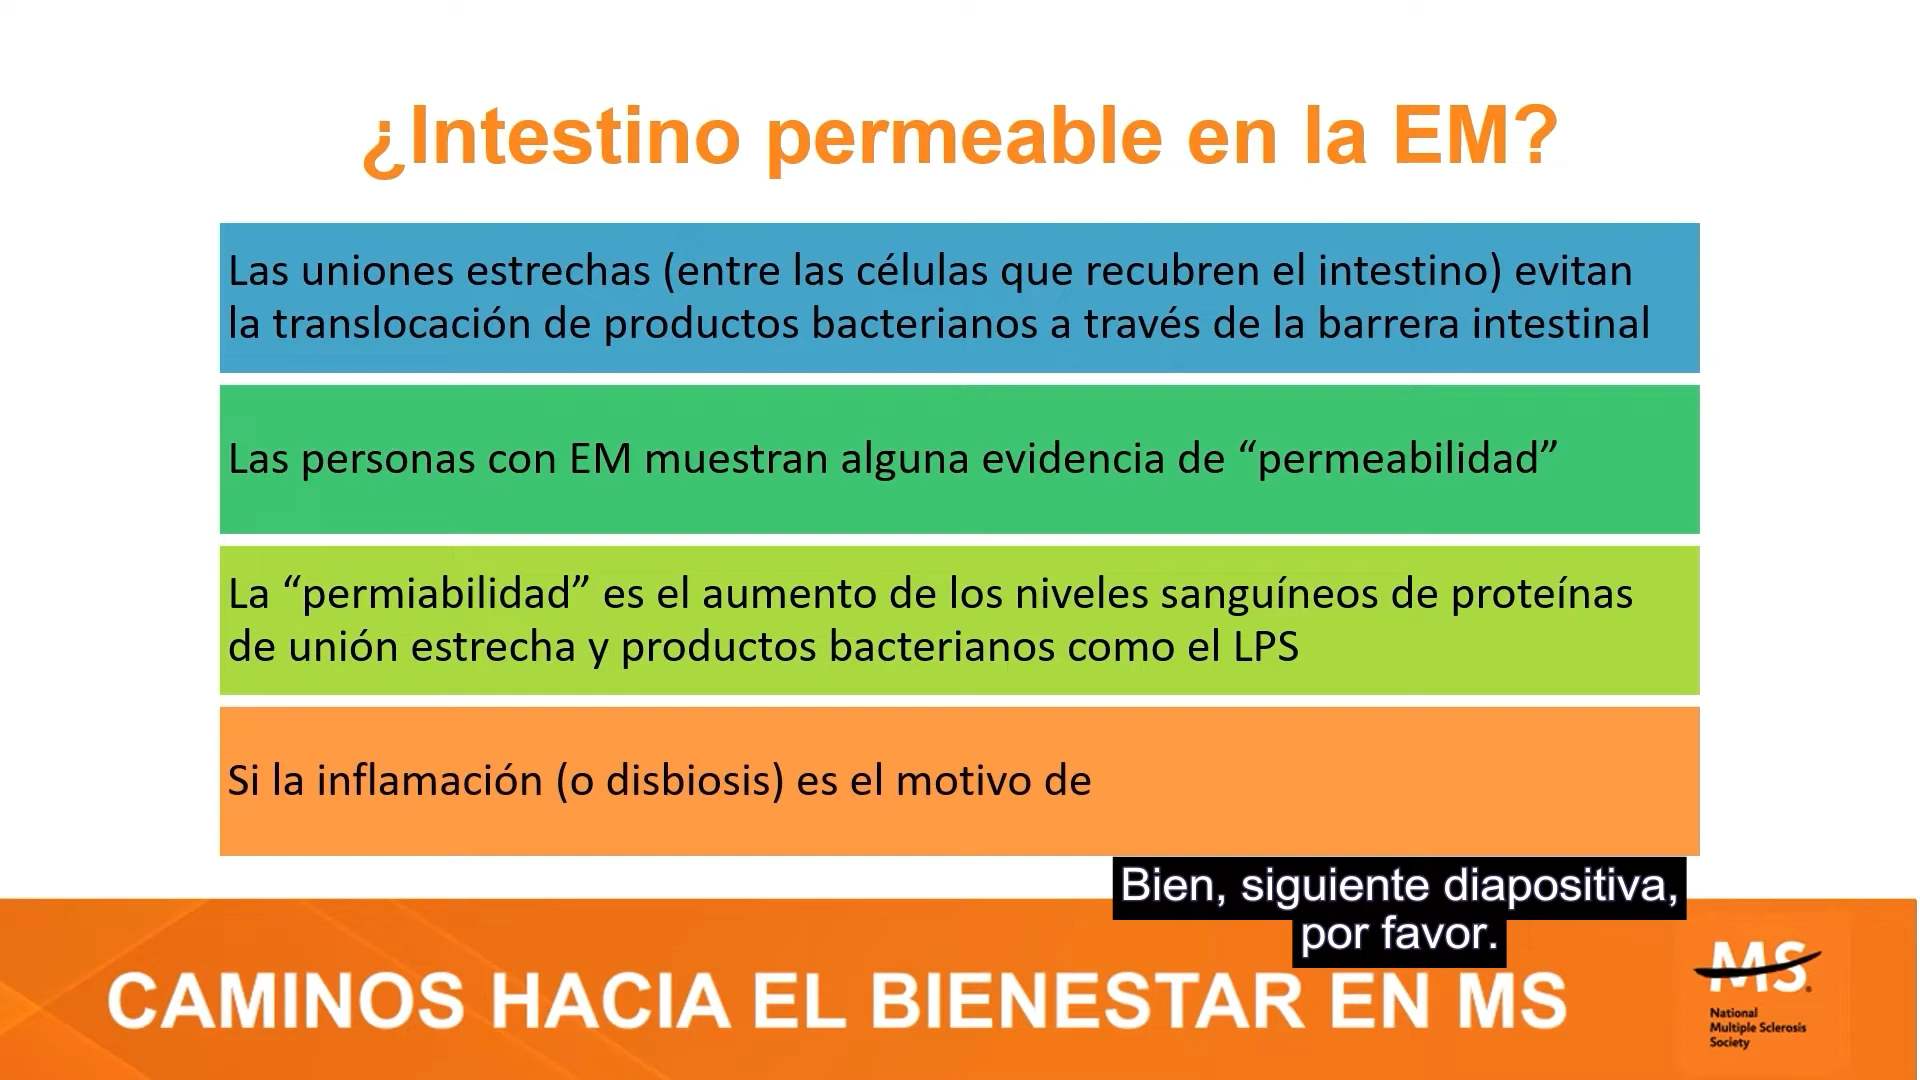 ¿Intestino permeable en la EM?
Las uniones estrechas (entre las células que recubren el intestino) evitan
la translocación de productos bacterianos a través de la barrera intestinal
Las personas con EM muestran alguna evidencia de “permeabilidad”
La “permiabilidad” es el aumento de los niveles sanguíneos de proteínas
de unión estrecha y productos bacterianos como el LPS
Si la inflamación (o disbiosis) es el motivo de
Bien, siguiente diapositiva,
por favor.
CAMINOS HACIA EL BIENESTAR EN MS
MS
National
Multiple Sclerosis
Society